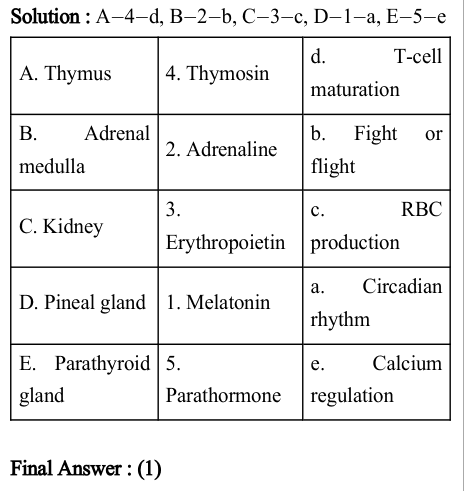 Solution : A–4–d, B–2–b, C–3–c, D–1–a, E–5–e
A. Thymus
4. Thymosin
d. T-cell
maturation
B. Adrenal
medulla
2. Adrenaline
b. Fight or
flight
C. Kidney
3.
Erythropoietin
c. RBC
production
D. Pineal gland
1. Melatonin
a. Circadian
rhythm
E. Parathyroid
gland
5.
Parathormone
e. Calcium
regulation
Final Answer : (1)